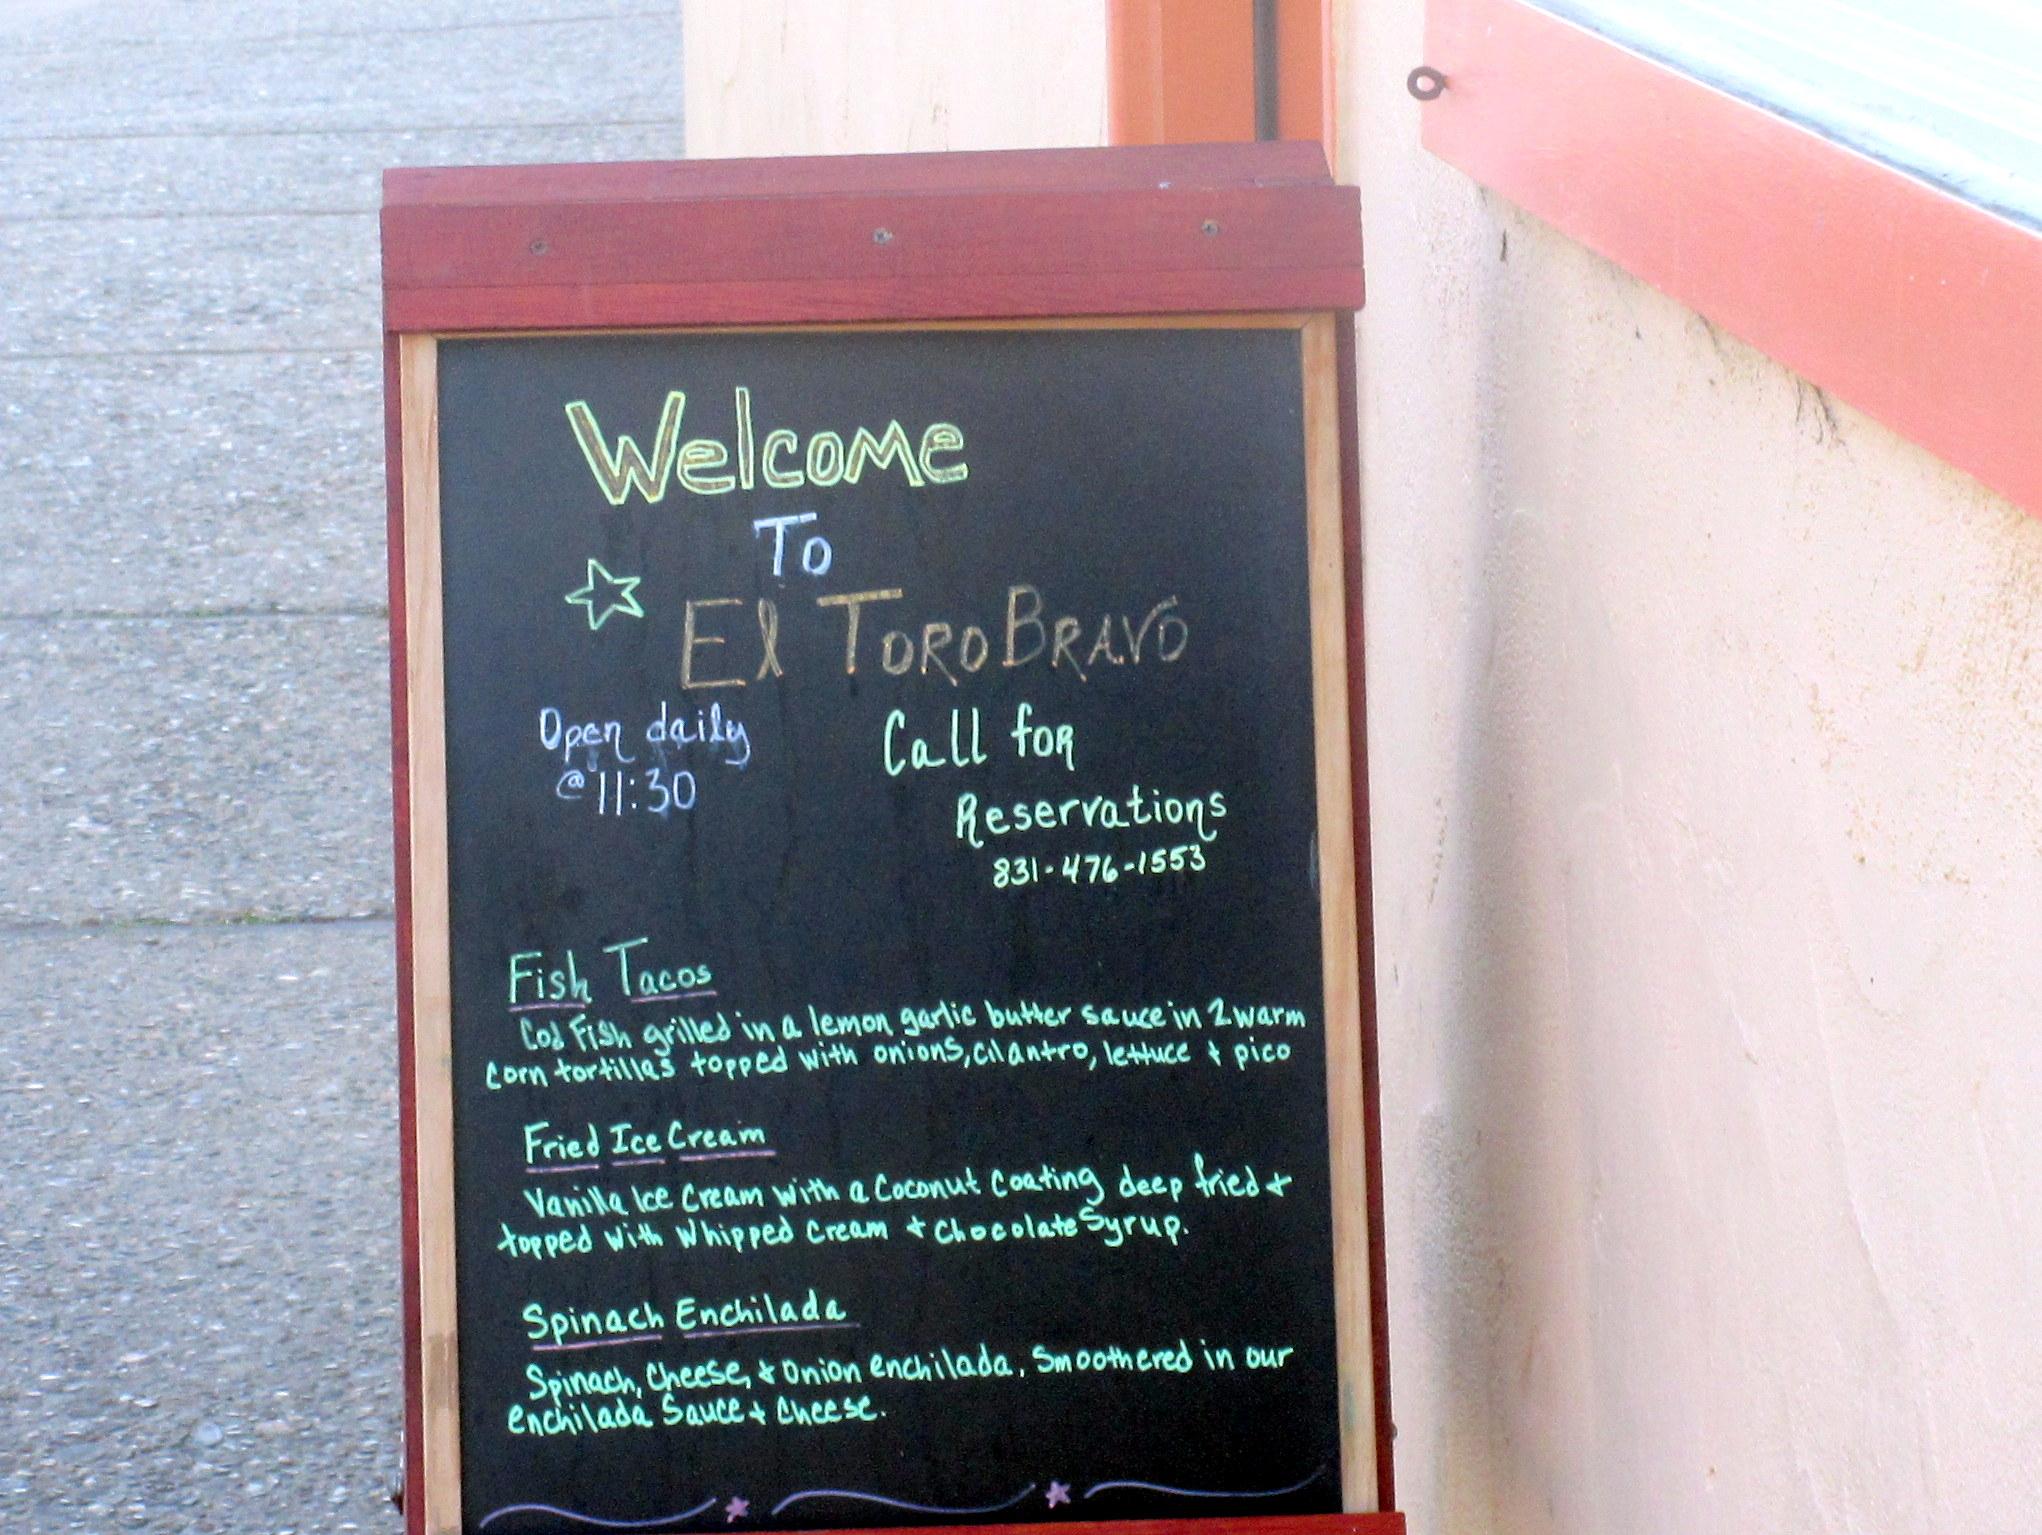 Welcome
To
El Toro Bravo
Open daily
@ 11:30
Call for
Reservations
831-476-1553
Fish Tacos
Cod Fish grilled in a lemon garlic butter sauce in 2 warm
corn tortillas topped with onions, cilantro, lettuce + pico
Fried Ice Cream
Vanilla Ice Cream with a Coconut Coating deep fried +
topped with whipped cream + Chocolate Syrup.
Spinach Enchilada
Spinach, Cheese, + onion enchilada. Smoothered in our
enchilada Sauce + Cheese.